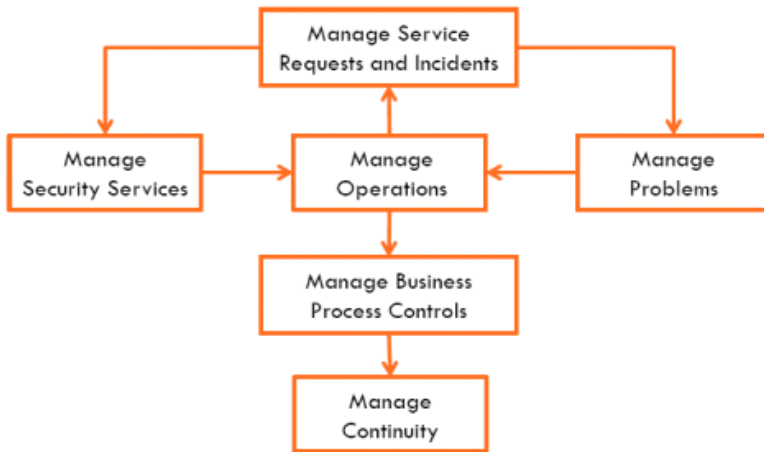 Manage Service
Requests and Incidents
Manage
Security Services
Manage
Operations
Manage
Problems
Manage Business
Process Controls
Manage
Continuity